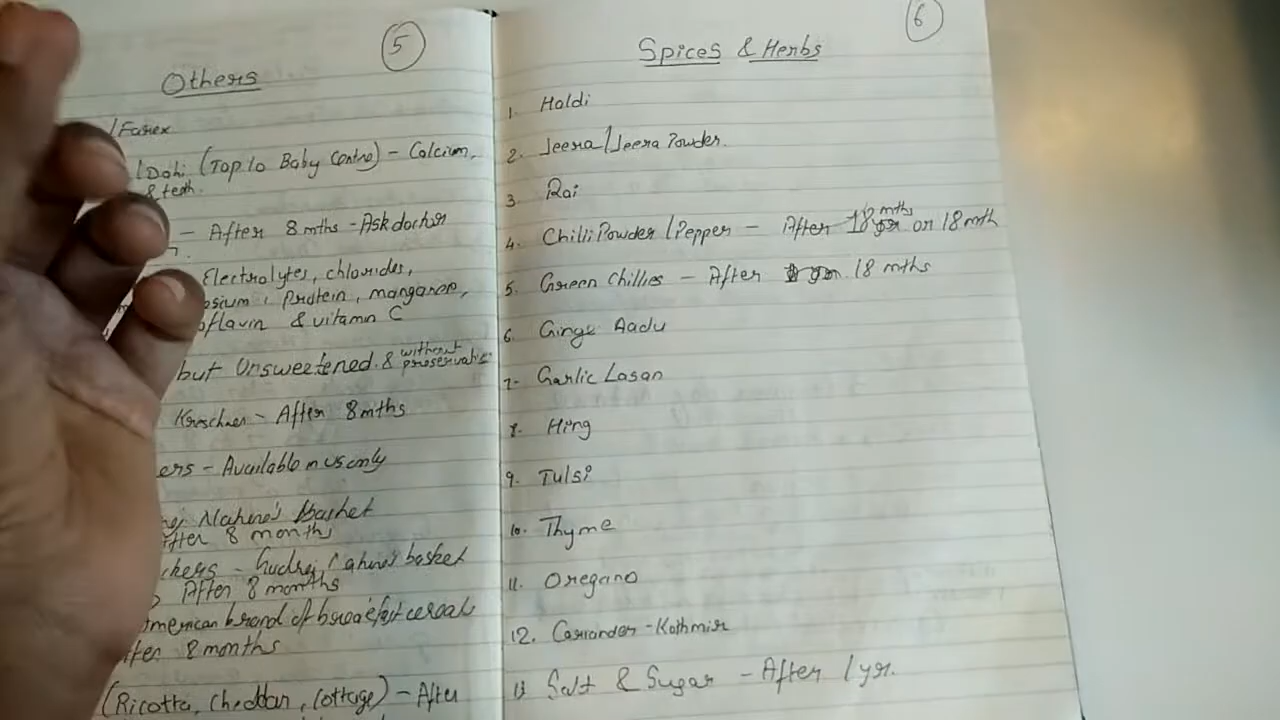 5
Others
/Farex
/Dahi (Top 10 Baby Centre) - Calcium,
& teeth.
- After 8 mths - Ask doctor
Electrolytes, chlorides,
Protein, manganese,
& vitamin C
but Unsweetened & without preservative
- After 8 mths
- Available in US only
Nature's Basket
After 8 months
- Nature's basket
After 8 months
American brand of breakfast cereal
After 8 months
(Ricotta, Cheddar, Cottage) - After
6
Spices & Herbs
1. Haldi
2. Jeera/Jeera Powder.
3. Rai
4. Chilli Powder/Pepper - After 18 mths or 18 mth
5. Green Chillies - After 18 mths
6. Ginge Aadu
7. Garlic Lasan
8. Hing
9. Tulsi
10. Thyme
11. Oregano
12. Coriander - Kothmir
13 Salt & Sugar - After 1 yr.